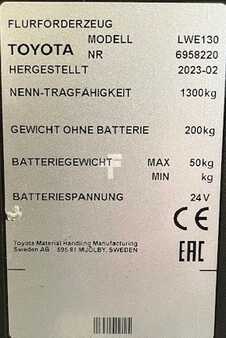 FLURFORDERZEUG
TOYOTA MODELL LWE130
NR 6958220
HERGESTELLT 2023-02
NENN-TRAGFÄHIGKEIT 1300kg
GEWICHT OHNE BATTERIE 200kg
BATTERIEGEWICHT MAX 50kg
MIN kg
BATTERIESPANNUNG 24V
CE
Toyota Material Handling Manufacturing
Sweden AB 595 81 MJÖLBY, SWEDEN
EAC